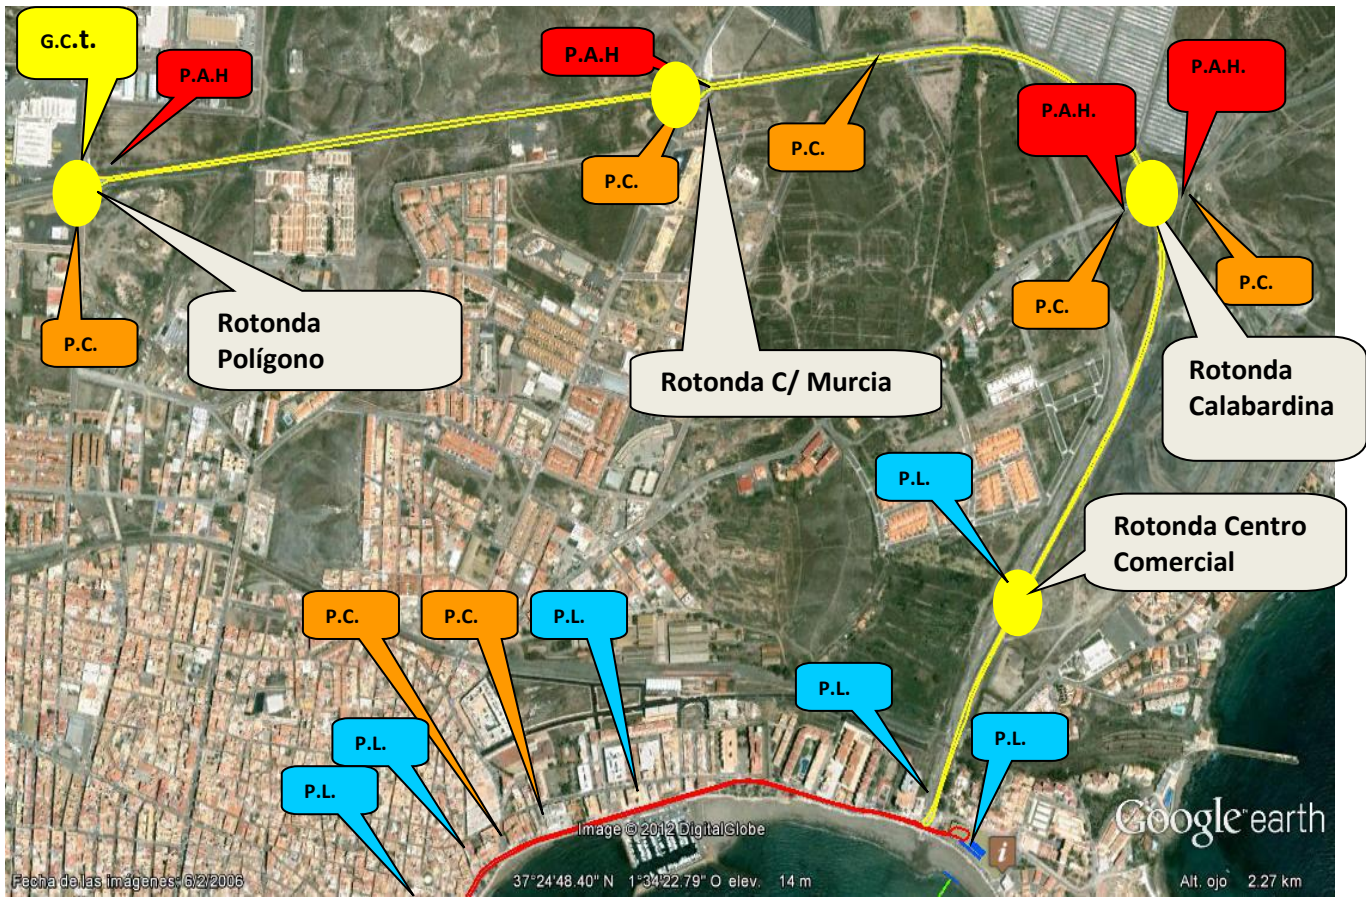 G.C.t.
P.A.H
P.A.H
P.A.H.
P.A.H.
P.C.
P.C.
P.C.
P.C.
P.C.
Rotonda
Polígono
Rotonda C/ Murcia
Rotonda
Calabardina
P.L.
Rotonda Centro
Comercial
P.C.
P.C.
P.L.
P.L.
P.L.
P.L.
P.L.
Image © 2012 DigitalGlobe
Google earth
Fecha de las imágenes: 6/2/2006
37°24'48.40" N 1°34'22.79" O elev. 14 m
Alt. ojo 2.27 km